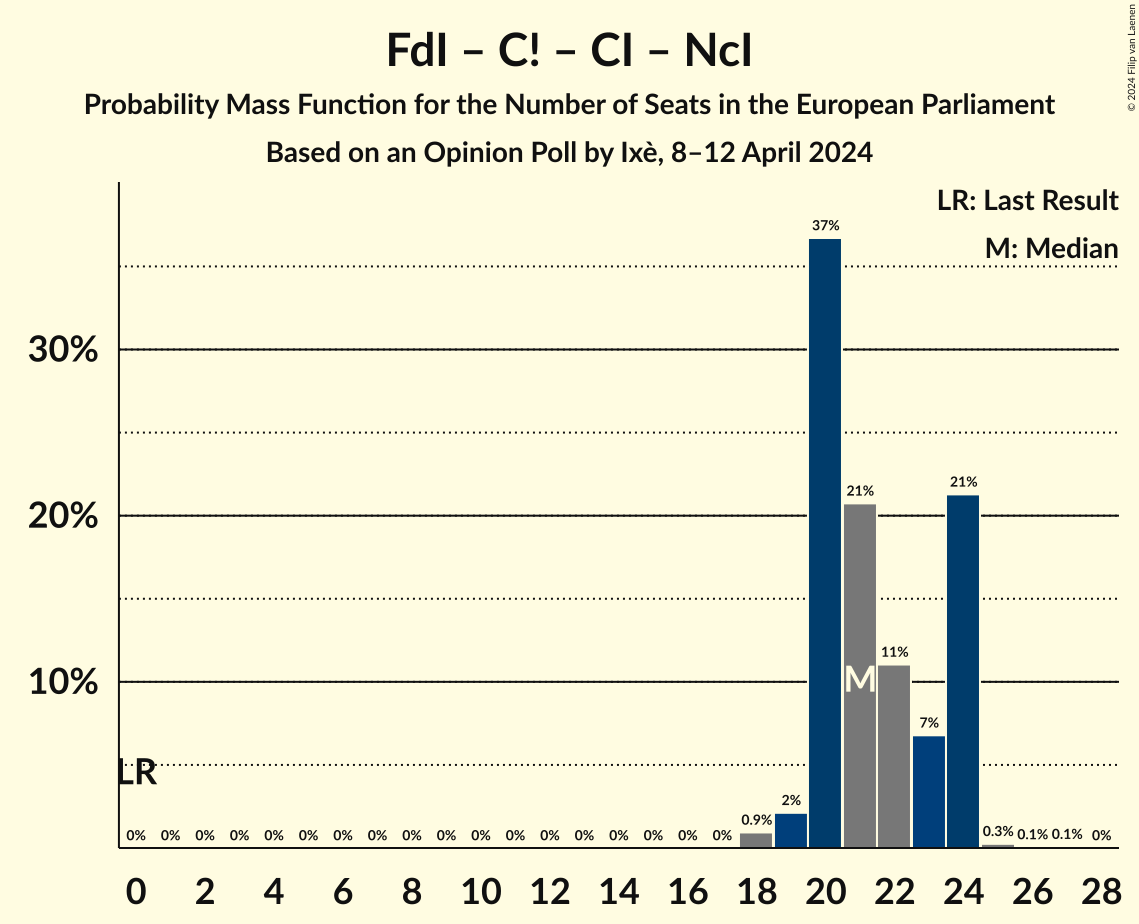 FdI – C! – CI – NcI
Probability Mass Function for the Number of Seats in the European Parliament
Based on an Opinion Poll by Ixè, 8–12 April 2024
© 2024 Filip van Laenen
LR: Last Result
M: Median
30%
20%
10%
LR
M
0% 0% 0% 0% 0% 0% 0% 0% 0% 0% 0% 0% 0% 0% 0% 0% 0% 0% 0.9% 2% 37% 21% 11% 7% 21% 0.3% 0.1% 0.1% 0%
0 2 4 6 8 10 12 14 16 18 20 22 24 26 28